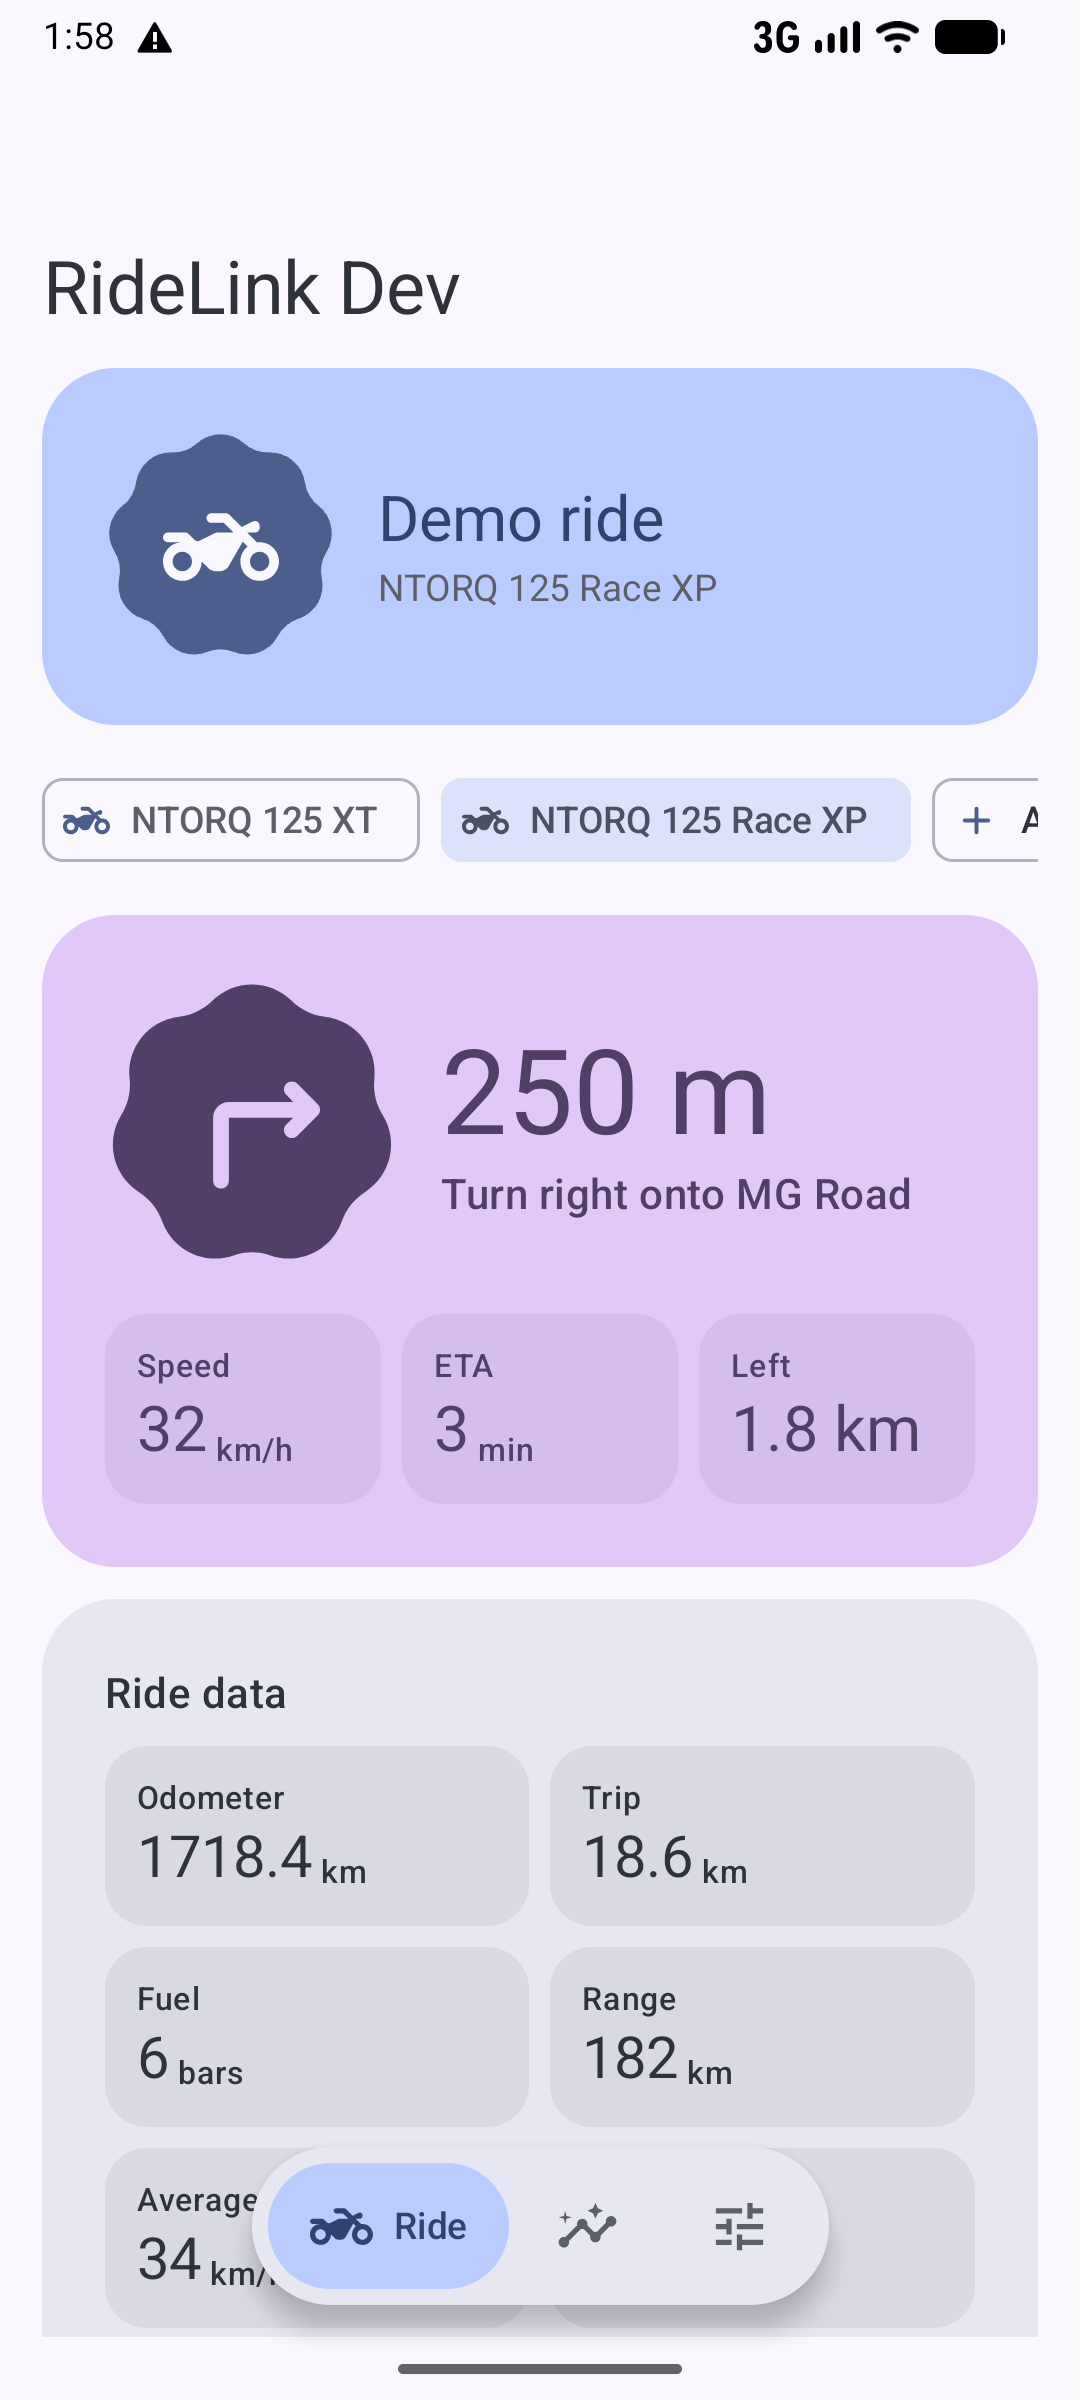 1:58
3G
RideLink Dev
Demo ride
NTORQ 125 Race XP
NTORQ 125 XT
NTORQ 125 Race XP
250 m
Turn right onto MG Road
Speed
32 km/h
ETA
3 min
Left
1.8 km
Ride data
Odometer
1718.4 km
Trip
18.6 km
Fuel
6 bars
Range
182 km
Average
34
Ride